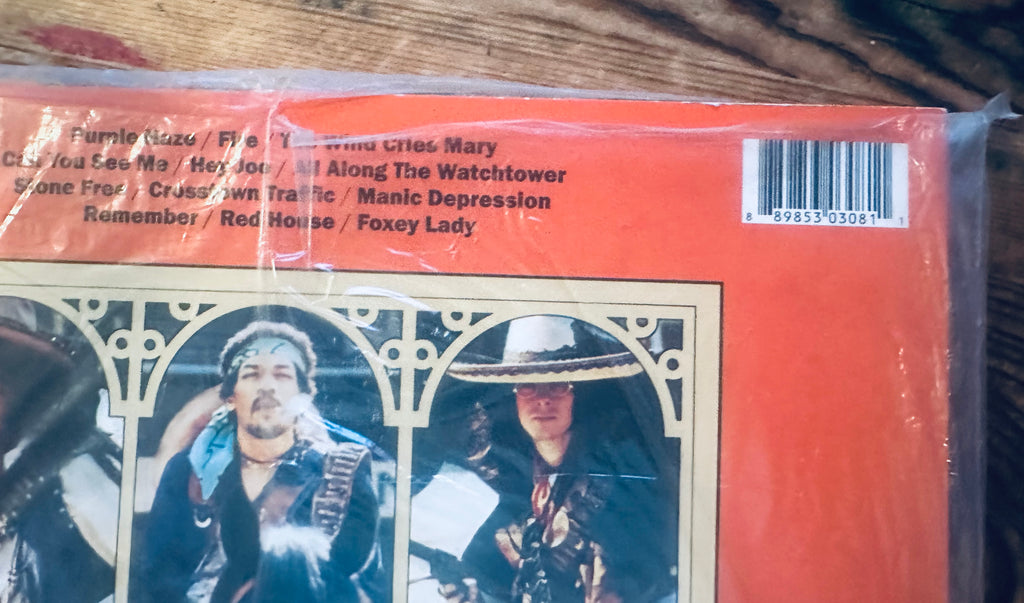 Purple Haze / Fire / The Wind Cries Mary
Can You See Me / Hey Joe / All Along The Watchtower
Stone Free / Crosstown Traffic / Manic Depression
Remember / Red House / Foxey Lady
8 89853 03081 1